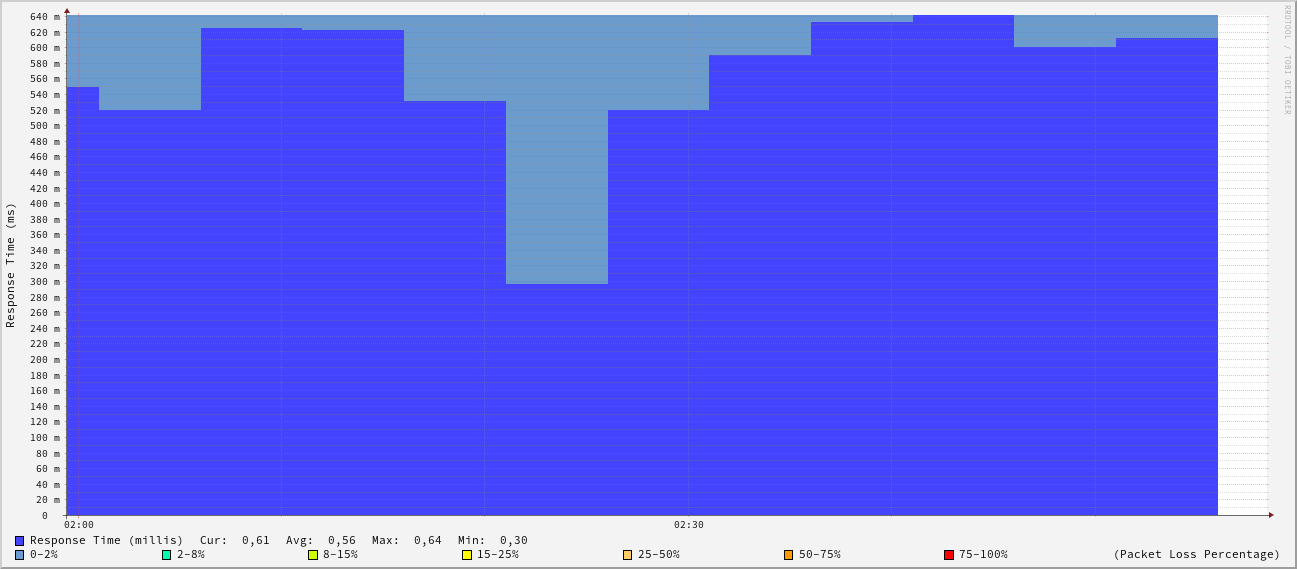 640 m
620 m
600 m
580 m
560 m
540 m
520 m
500 m
480 m
460 m
440 m
420 m
400 m
380 m
360 m
340 m
320 m
300 m
280 m
260 m
240 m
220 m
200 m
180 m
160 m
140 m
120 m
100 m
80 m
60 m
40 m
20 m
0
Response Time (ms)
RRDTOOL / TOBI OETIKER
02:00 02:30
Response Time (millis) Cur: 0,61 Avg: 0,56 Max: 0,64 Min: 0,30
0-2% 2-8% 8-15% 15-25% 25-50% 50-75% 75-100% (Packet Loss Percentage)